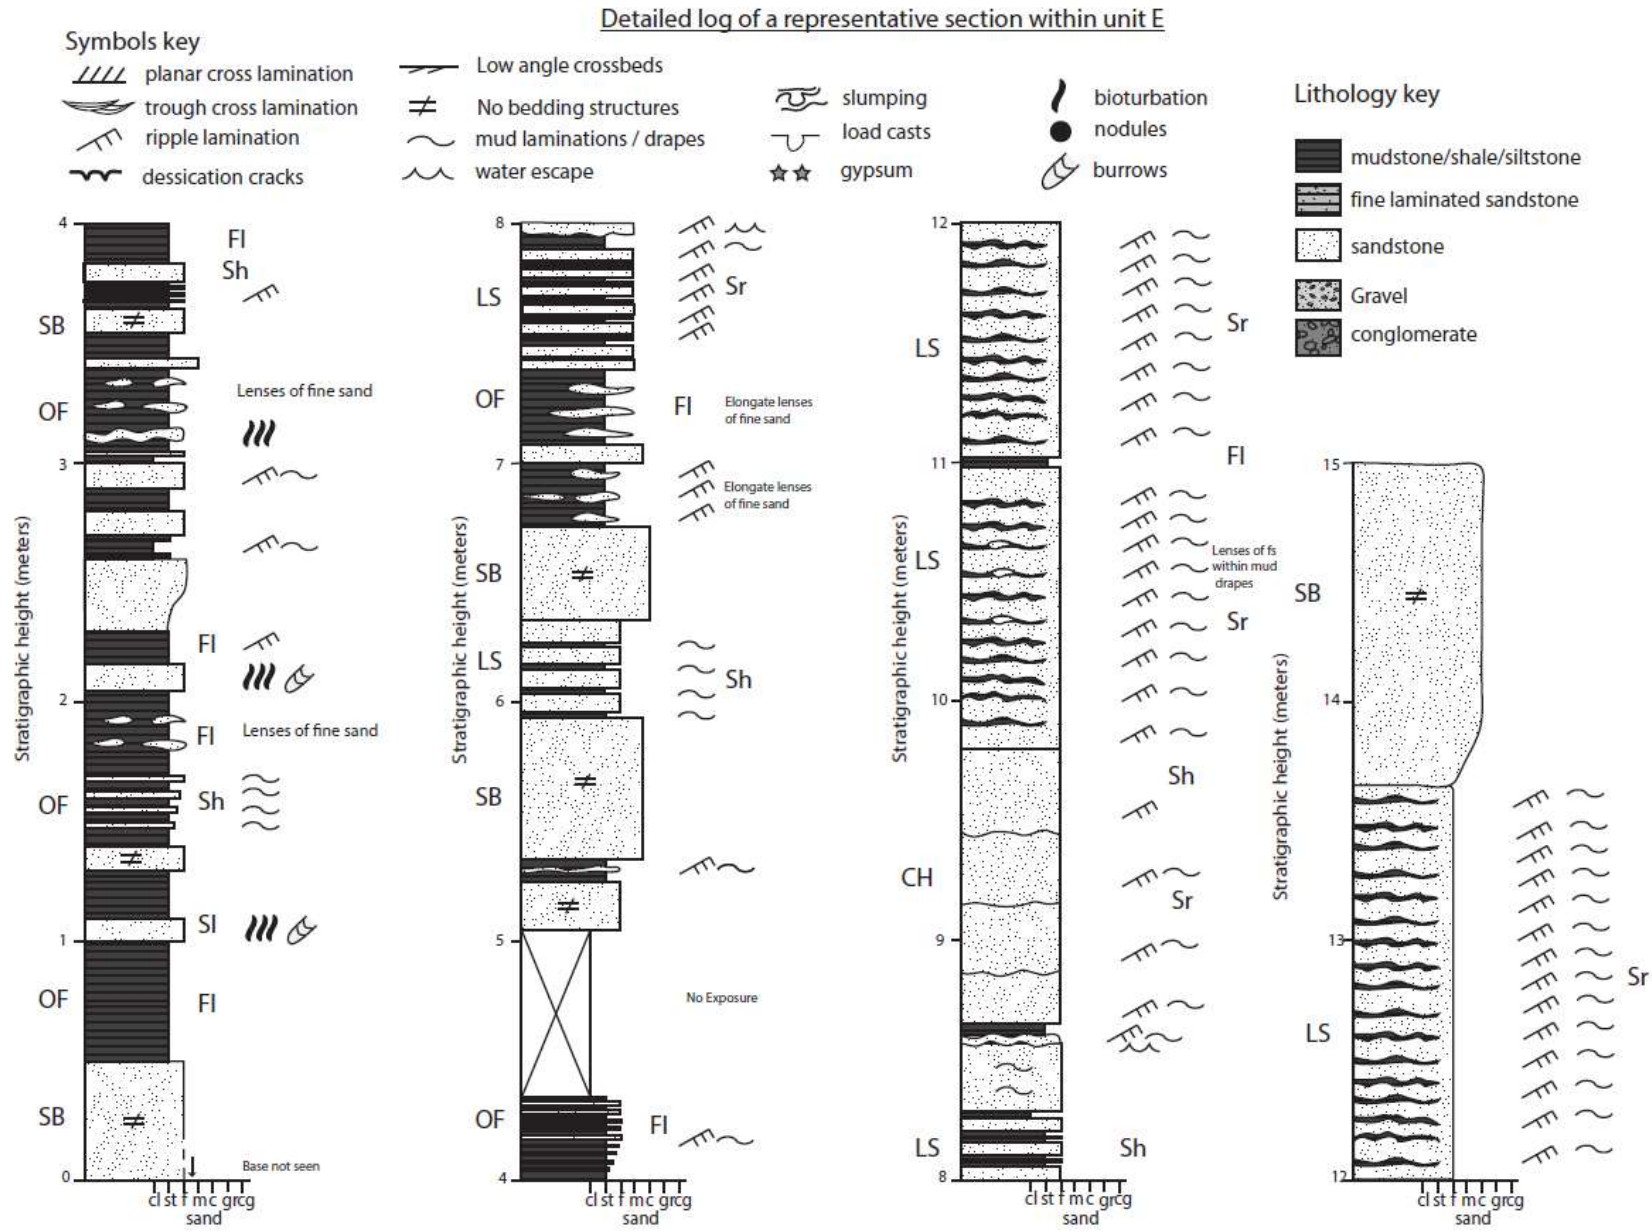 Detailed log of a representative section within unit E
Symbols key
planar cross lamination
trough cross lamination
ripple lamination
dessication cracks
Low angle crossbeds
No bedding structures
mud laminations / drapes
water escape
slumping
load casts
gypsum
bioturbation
nodules
burrows
Lithology key
mudstone/shale/siltstone
fine laminated sandstone
sandstone
Gravel
conglomerate
Stratigraphic height (meters)
4
Fl
Sh
SB
Lenses of fine sand
OF
3
Fl
2
Fl
Lenses of fine sand
OF
Sh
1
Sl
OF
Fl
SB
Base not seen
0
cl st f m c grcg
sand
Stratigraphic height (meters)
8
LS
Sr
OF
Fl
Elongate lenses
of fine sand
7
Elongate lenses
of fine sand
SB
LS
Sh
6
SB
5
No Exposure
OF
Fl
4
cl st f m c grcg
sand
Stratigraphic height (meters)
12
LS
Sr
11
Fl
LS
Lenses of fs
within mud
drapes
Sr
10
Sh
CH
Sr
9
LS
Sh
8
cl st f m c grcg
sand
Stratigraphic height (meters)
15
SB
14
13
Sr
LS
12
cl st f m c grcg
sand